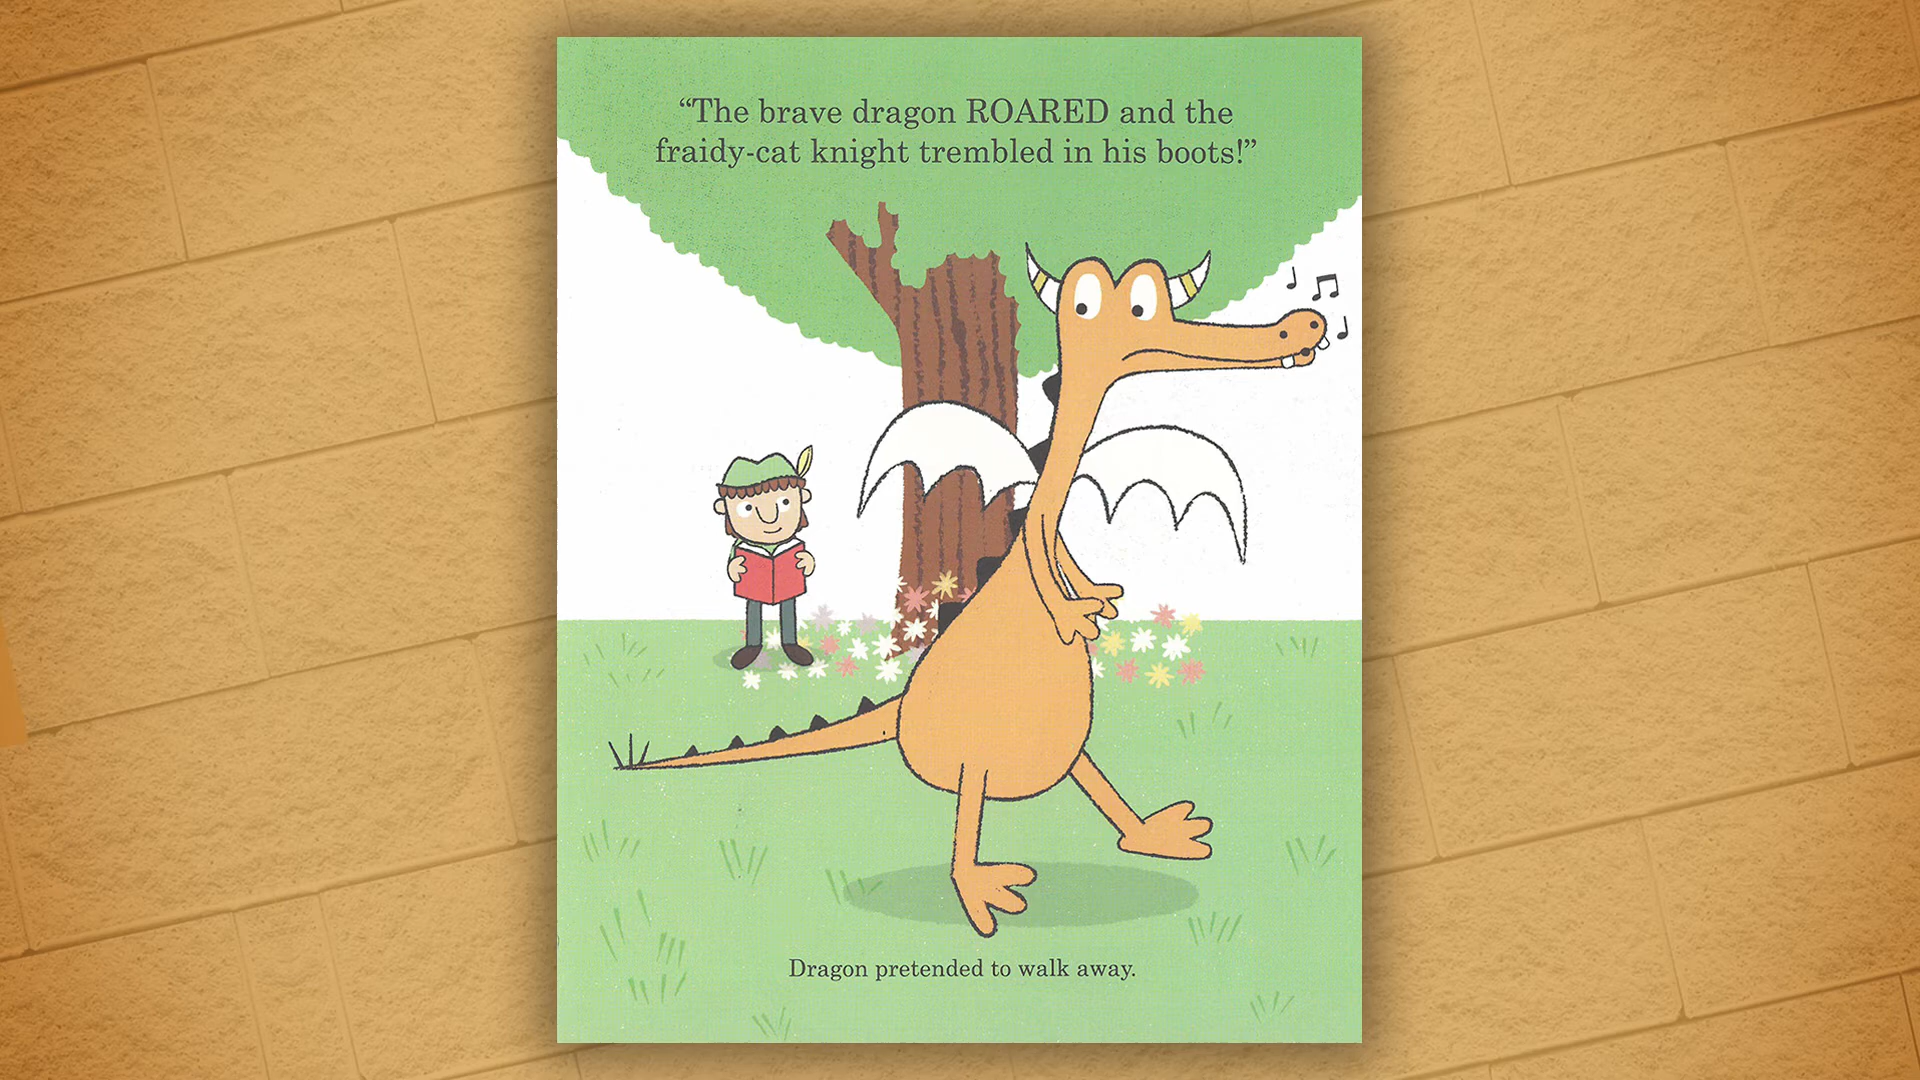 “The brave dragon ROARED and the
fraidy-cat knight trembled in his boots!”
Dragon pretended to walk away.